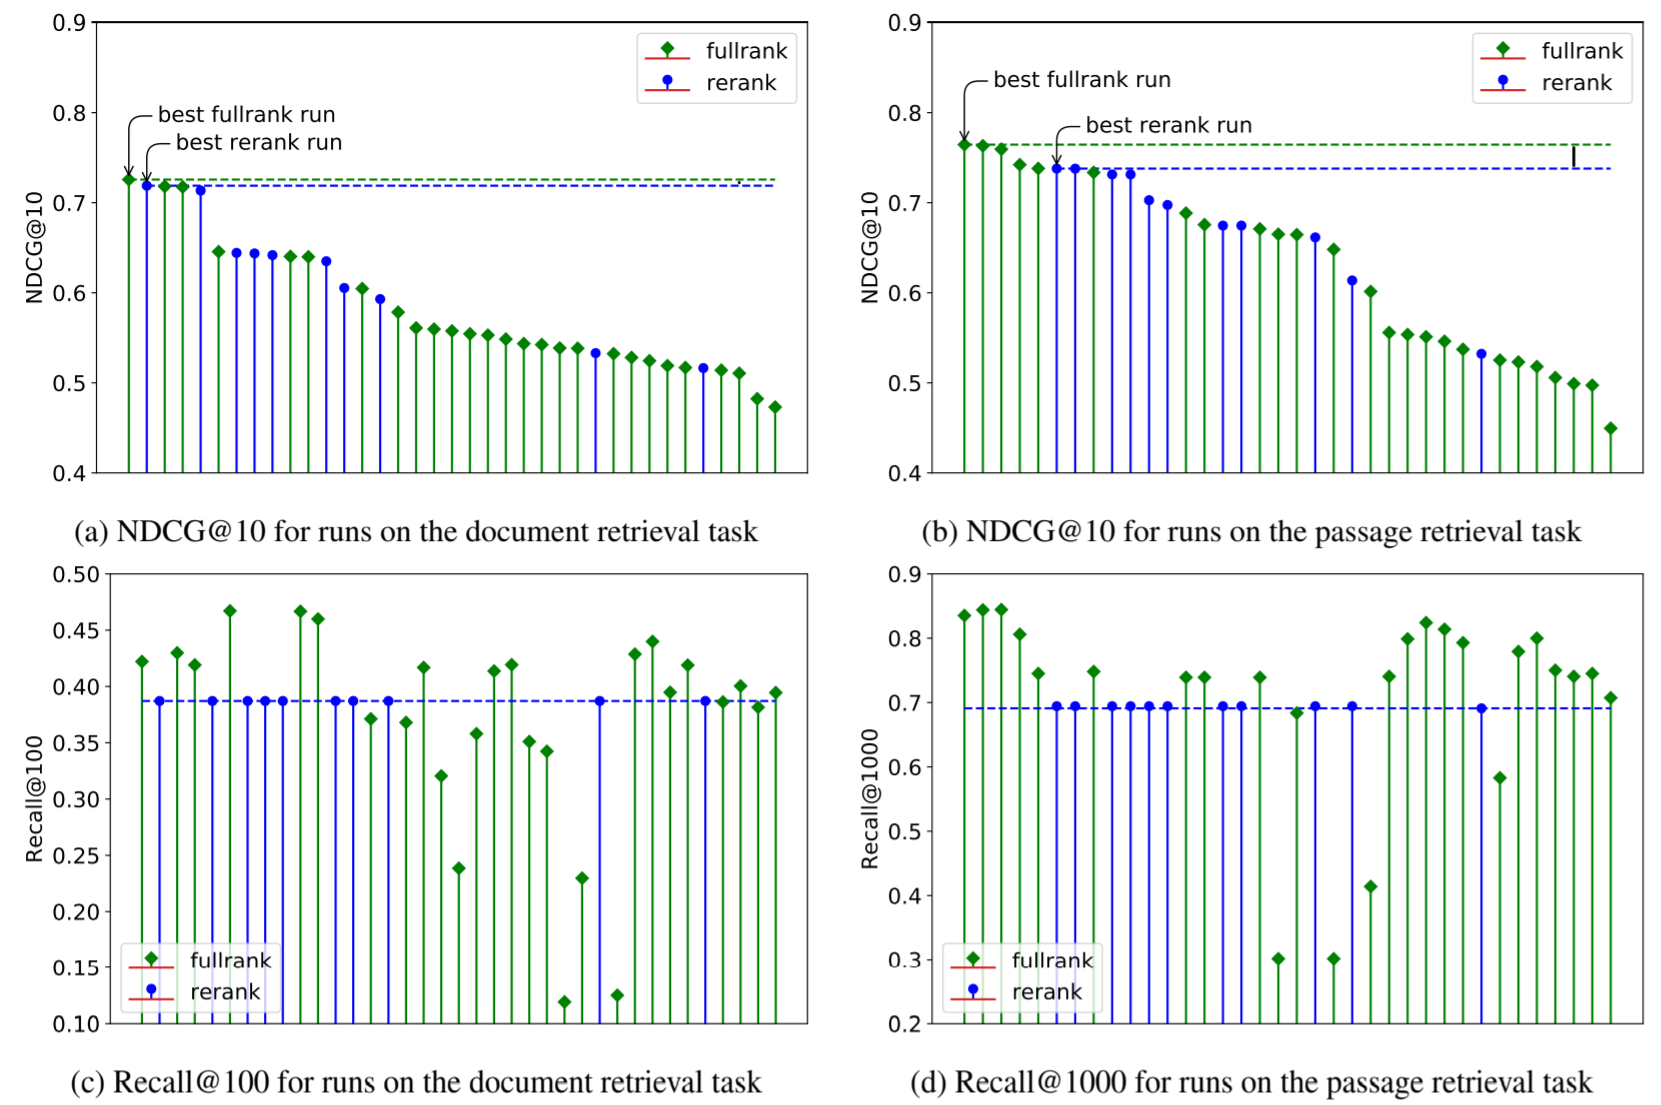 0.9
0.8
0.7
0.6
0.5
0.4
NDCG@10
fullrank
rerank
best fullrank run
best rerank run
(a) NDCG@10 for runs on the document retrieval task
0.9
0.8
0.7
0.6
0.5
0.4
NDCG@10
fullrank
rerank
best fullrank run
best rerank run
(b) NDCG@10 for runs on the passage retrieval task
0.50
0.45
0.40
0.35
0.30
0.25
0.20
0.15
0.10
Recall@100
fullrank
rerank
(c) Recall@100 for runs on the document retrieval task
0.9
0.8
0.7
0.6
0.5
0.4
0.3
0.2
Recall@1000
fullrank
rerank
(d) Recall@1000 for runs on the passage retrieval task